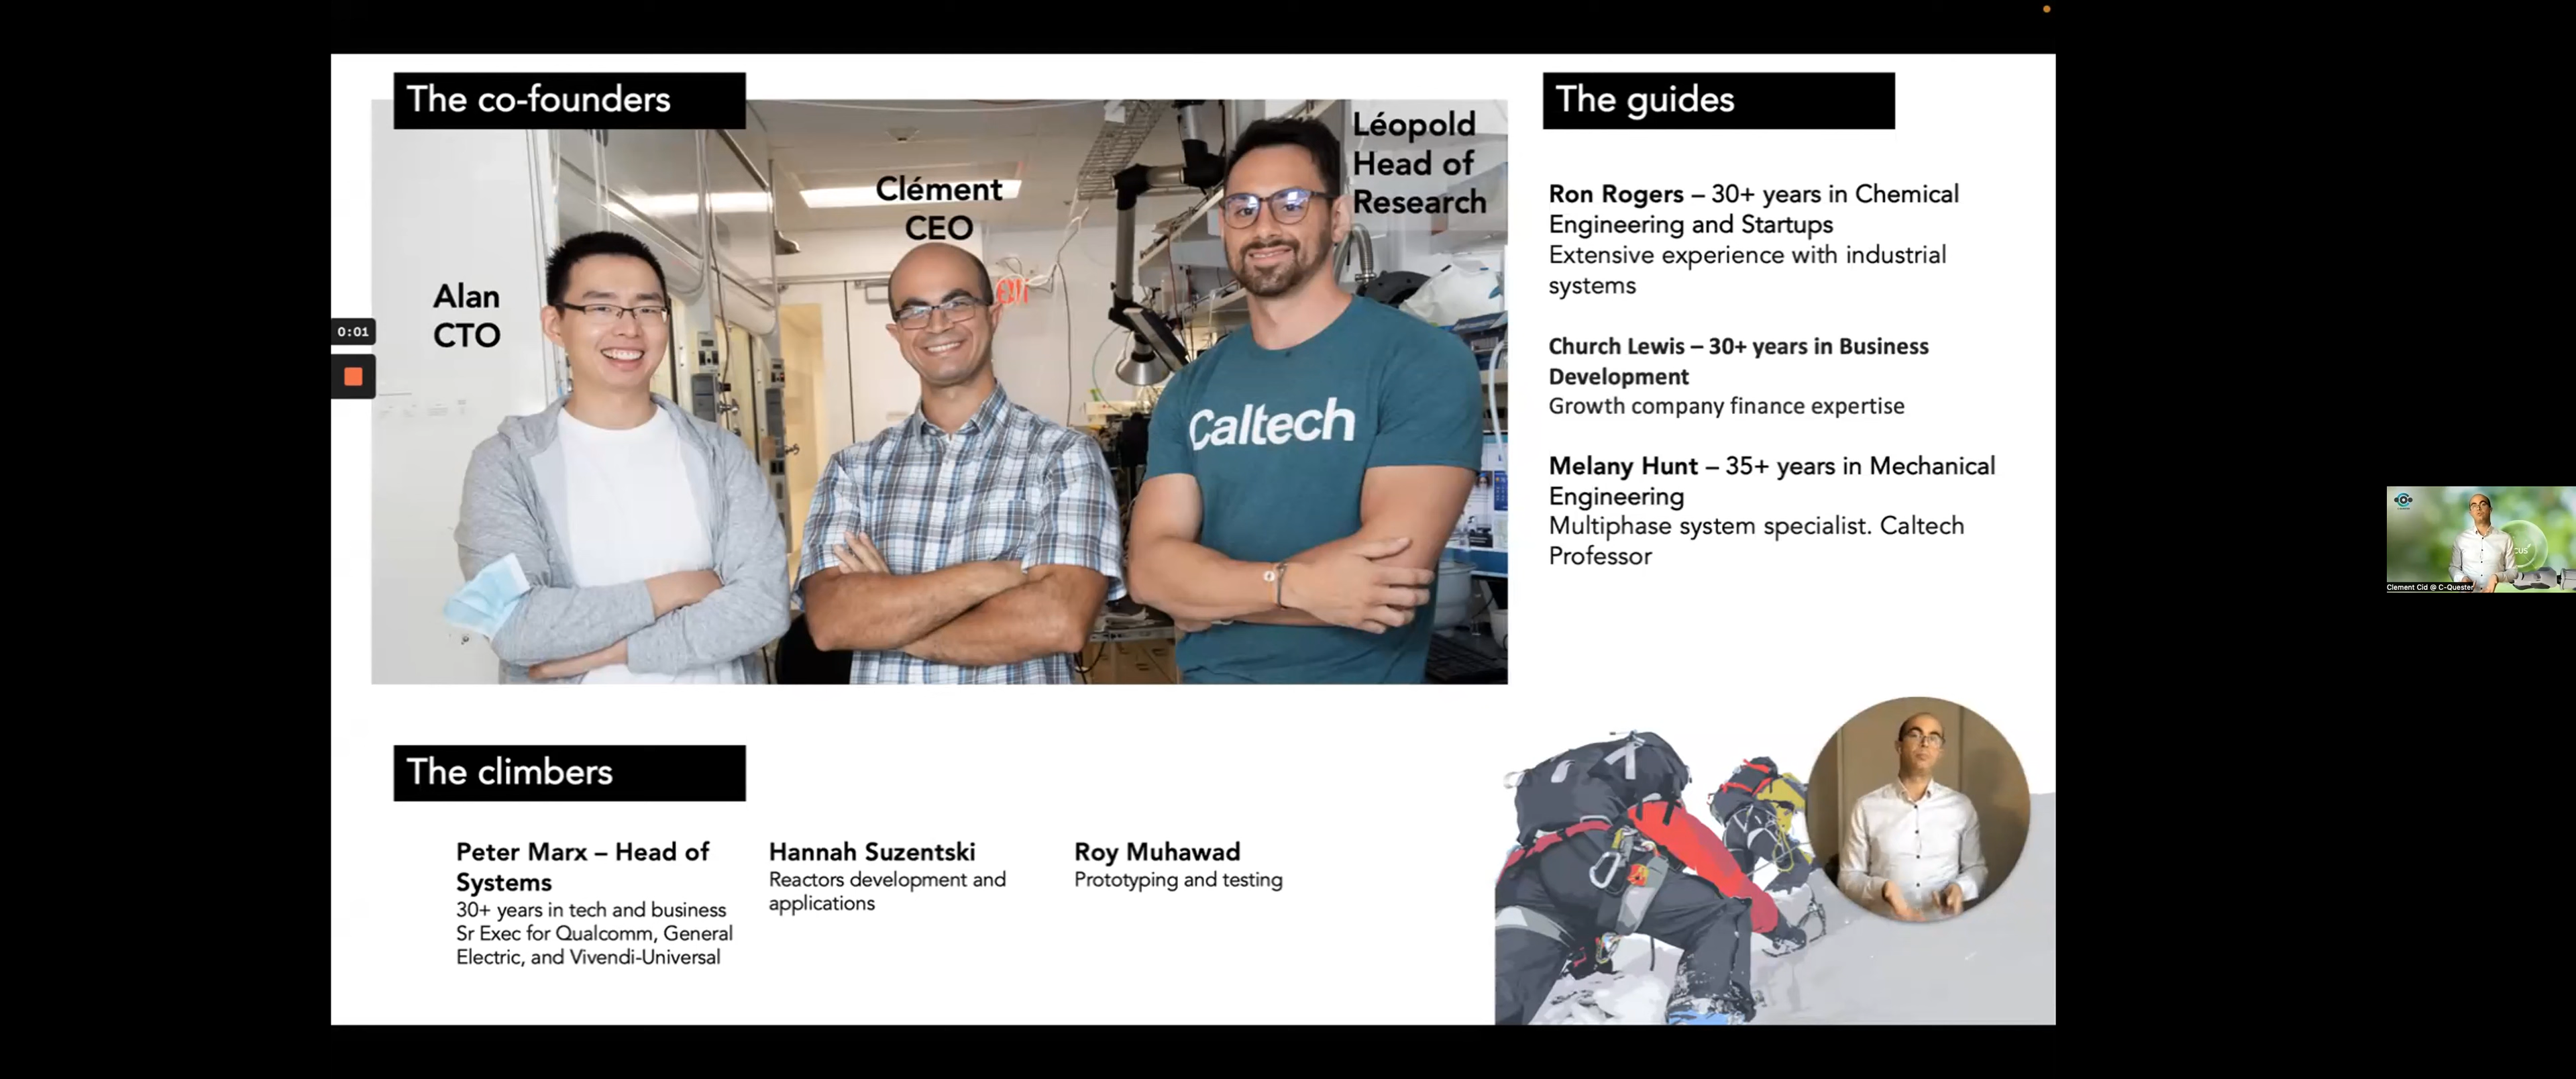 The co-founders
Alan
CTO
Clément
CEO
Léopold
Head of
Research
EXIT
Caltech
0:01
The guides
Ron Rogers – 30+ years in Chemical
Engineering and Startups
Extensive experience with industrial
systems
Church Lewis – 30+ years in Business
Development
Growth company finance expertise
Melany Hunt – 35+ years in Mechanical
Engineering
Multiphase system specialist. Caltech
Professor
The climbers
Peter Marx – Head of
Systems
30+ years in tech and business
Sr Exec for Qualcomm, General
Electric, and Vivendi-Universal
Hannah Suzentski
Reactors development and
applications
Roy Muhawad
Prototyping and testing
Clement Cid @ C-Quester